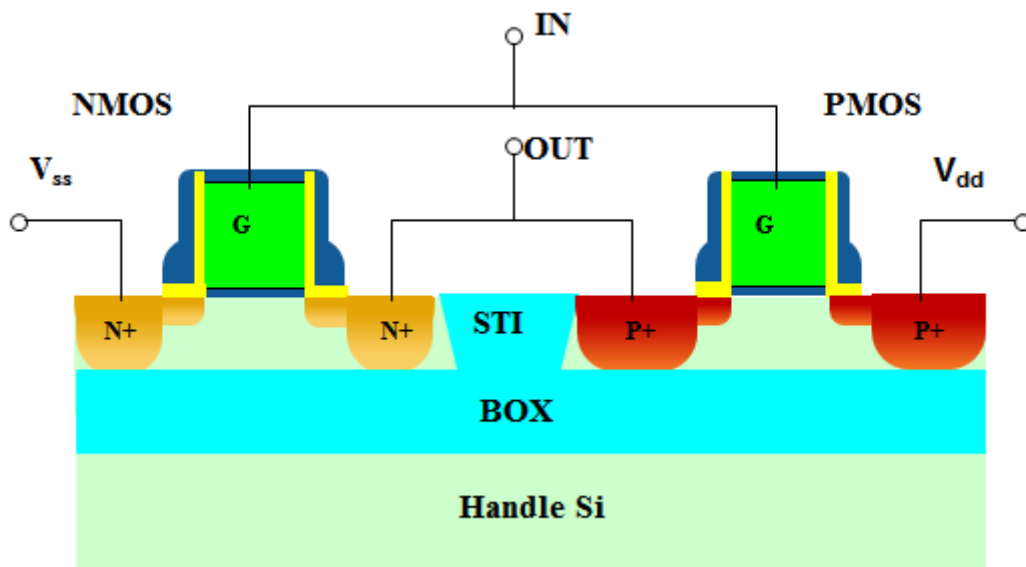 IN
NMOS
PMOS
OUT
Vss
Vdd
G
G
N+
N+
STI
P+
P+
BOX
Handle Si